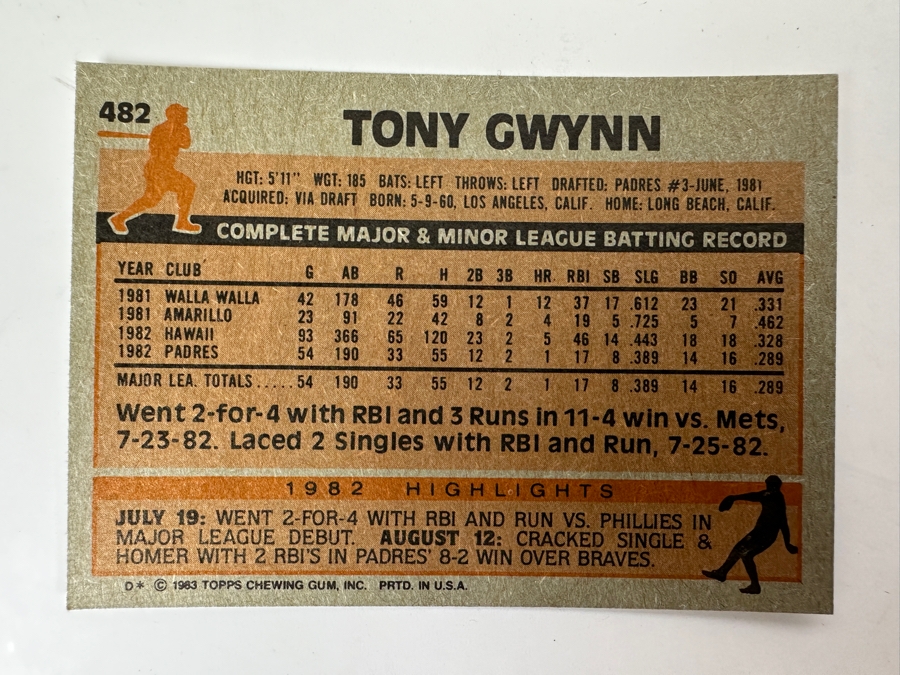 482
TONY GWYNN
HGT: 5'11" WGT: 185 BATS: LEFT THROWS: LEFT DRAFTED: PADRES #3-JUNE, 1981
ACQUIRED: VIA DRAFT BORN: 5-9-60, LOS ANGELES, CALIF. HOME: LONG BEACH, CALIF.
COMPLETE MAJOR & MINOR LEAGUE BATTING RECORD
YEAR CLUB G AB R H 2B 3B HR RBI SB SLG BB SO AVG
1981 WALLA WALLA 42 178 46 59 12 1 12 37 17 .612 23 21 .331
1981 AMARILLO 23 91 22 42 8 2 4 19 5 .725 5 7 .462
1982 HAWAII 93 366 65 120 23 2 5 46 14 .443 18 18 .328
1982 PADRES 54 190 33 55 12 2 1 17 8 .389 14 16 .289
MAJOR LEA. TOTALS.....54 190 33 55 12 2 1 17 8 .389 14 16 .289
Went 2-for-4 with RBI and 3 Runs in 11-4 win vs. Mets,
7-23-82. Laced 2 Singles with RBI and Run, 7-25-82.
1982 HIGHLIGHTS
JULY 19: WENT 2-FOR-4 WITH RBI AND RUN VS. PHILLIES IN
MAJOR LEAGUE DEBUT. AUGUST 12: CRACKED SINGLE &
HOMER WITH 2 RBI'S IN PADRES' 8-2 WIN OVER BRAVES.
D* © 1983 TOPPS CHEWING GUM, INC. PRTD. IN U.S.A.